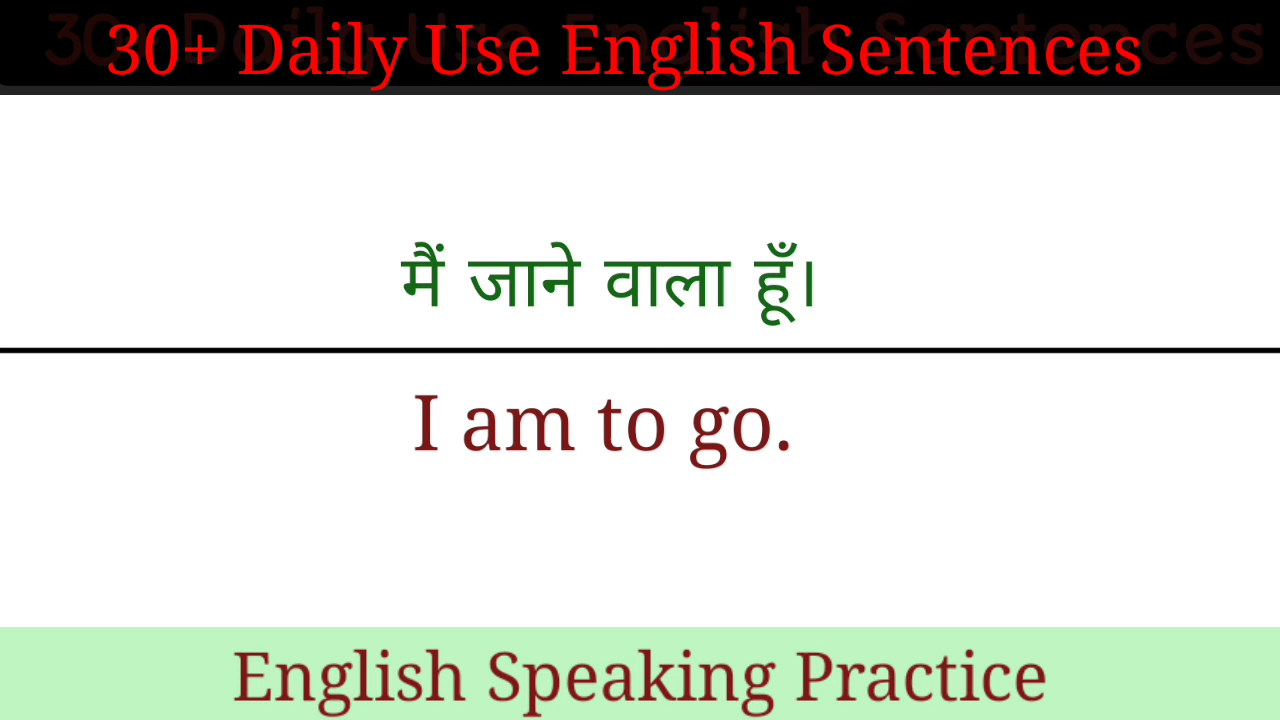 30+ Daily Use English Sentences
मैं जाने वाला हूँ।
I am to go.
English Speaking Practice